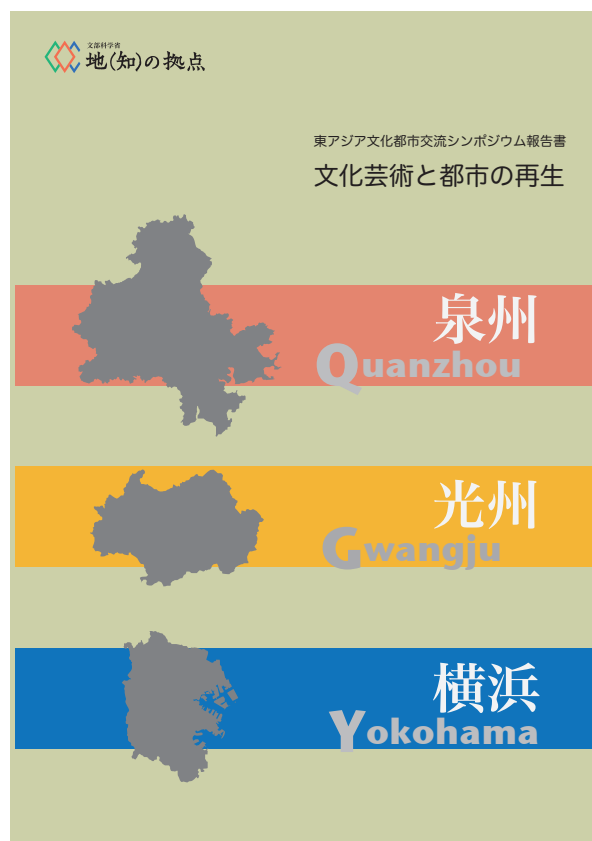 文部科学省
地(知)の拠点
東アジア文化都市交流シンポジウム報告書
文化芸術と都市の再生
泉州
Quanzhou
光州
Gwangju
横浜
Yokohama